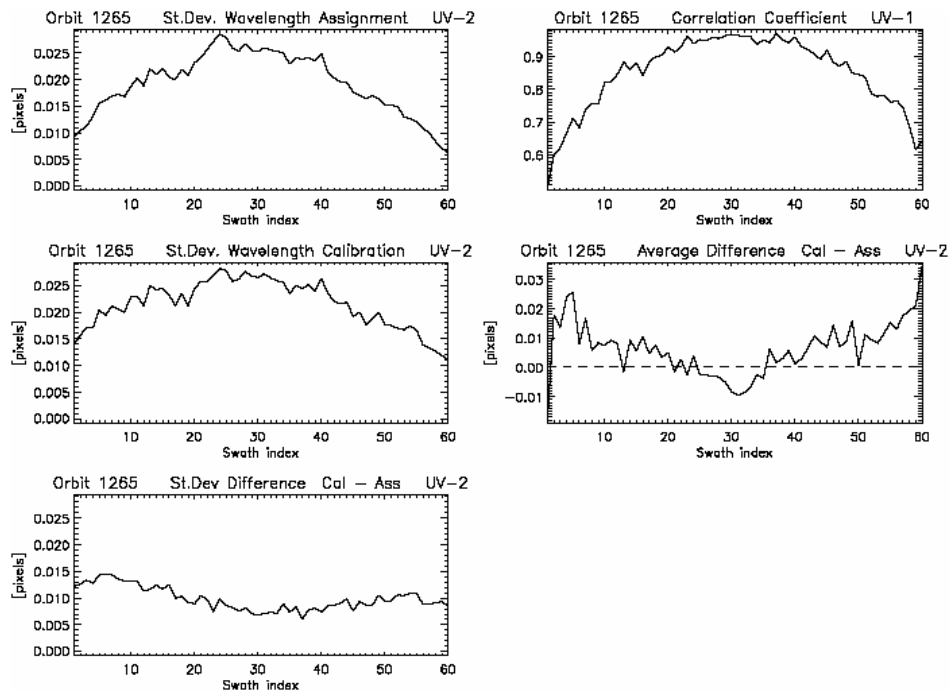 Orbit 1265 St.Dev. Wavelength Assignment UV-2
0.025
0.020
0.015
0.010
0.005
0.000
[pixels]
10 20 30 40 50 60
Swath index
Orbit 1265 Correlation Coefficient UV-1
0.9
0.8
0.7
0.6
[pixels]
10 20 30 40 50 60
Swath index
Orbit 1265 St.Dev. Wavelength Calibration UV-2
0.025
0.020
0.015
0.010
0.005
0.000
[pixels]
10 20 30 40 50 60
Swath index
Orbit 1265 Average Difference Cal - Ass UV-2
0.03
0.02
0.01
0.00
-0.01
[pixels]
10 20 30 40 50 60
Swath index
Orbit 1265 St.Dev Difference Cal - Ass UV-2
0.025
0.020
0.015
0.010
0.005
0.000
[pixels]
10 20 30 40 50 60
Swath index